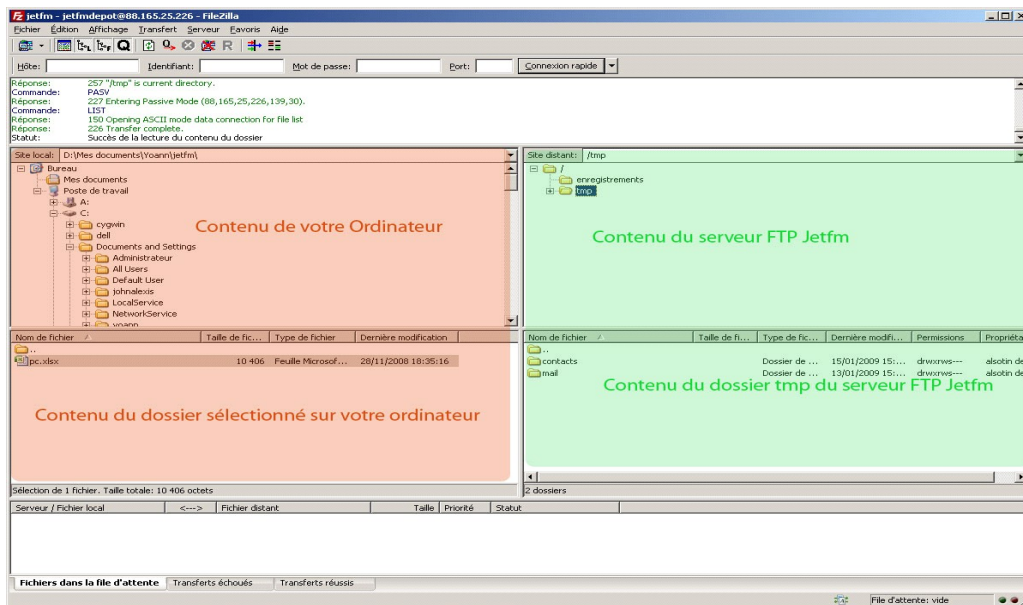 jetfm - jetfmdepot@88.165.25.226 - FileZilla
Fichier Édition Affichage Transfert Serveur Favoris Aide
Hôte: Identifiant: Mot de passe: Port: Connexion rapide
Réponse: 257 "/tmp" is current directory.
Commande: PASV
Réponse: 227 Entering Passive Mode (88,165,25,226,139,30).
Commande: LIST
Réponse: 150 Opening ASCII mode data connection for file list
Réponse: 226 Transfer complete.
Statut: Succès de la lecture du contenu du dossier
Site local: D:\Mes documents\Yoann\jetfm\
Bureau
Mes documents
Poste de travail
A:
C:
cygwin
dell
Documents and Settings
Administrateur
All Users
Default User
johnalexis
LocalService
NetworkService
yoann
Contenu de votre Ordinateur
Site distant: /tmp
/
enregistrements
tmp
Contenu du serveur FTP Jetfm
Nom de fichier Taille de fic... Type de fichier Dernière modification
..
pc.xlsx 10 406 Feuille Microsof... 28/11/2008 18:35:16
Contenu du dossier sélectionné sur votre ordinateur
Sélection de 1 fichier. Taille totale: 10 406 octets
Nom de fichier Taille de fi... Type de fic... Dernière modifi... Permissions Propriéta
..
contacts Dossier de ... 15/01/2009 15:... drwxrws--- alsotin de
mail Dossier de ... 13/01/2009 15:... drwxrws--- alsotin de
Contenu du dossier tmp du serveur FTP Jetfm
2 dossiers
Serveur / Fichier local <---> Fichier distant Taille Priorité Statut
Fichiers dans la file d'attente Transferts échoués Transferts réussis
File d'attente: vide